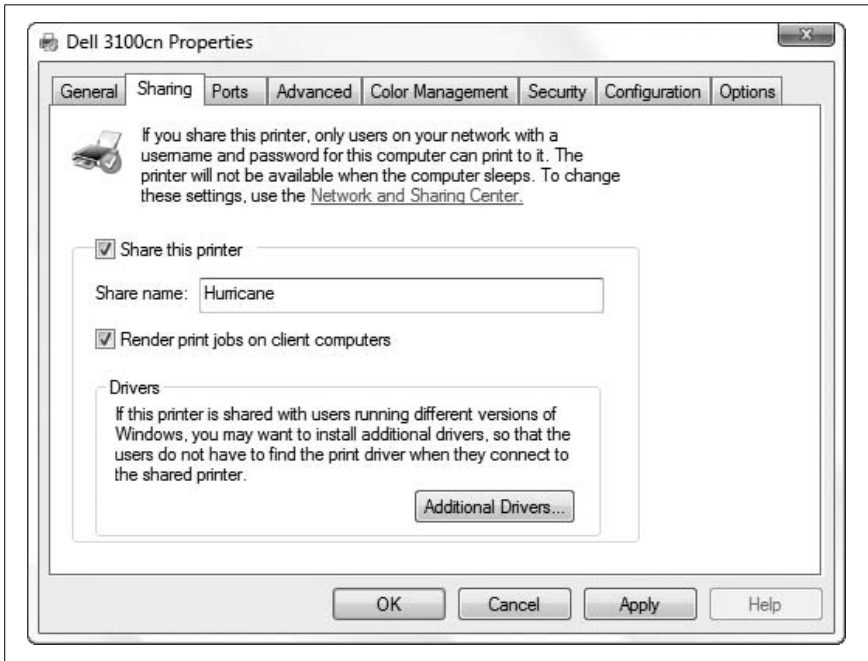 Dell 3100cn Properties
x
General Sharing Ports Advanced Color Management Security Configuration Options
If you share this printer, only users on your network with a
username and password for this computer can print to it. The
printer will not be available when the computer sleeps. To change
these settings, use the Network and Sharing Center.
Share this printer
Share name: Hurricane
Render print jobs on client computers
Drivers
If this printer is shared with users running different versions of
Windows, you may want to install additional drivers, so that the
users do not have to find the print driver when they connect to
the shared printer.
Additional Drivers...
OK Cancel Apply Help